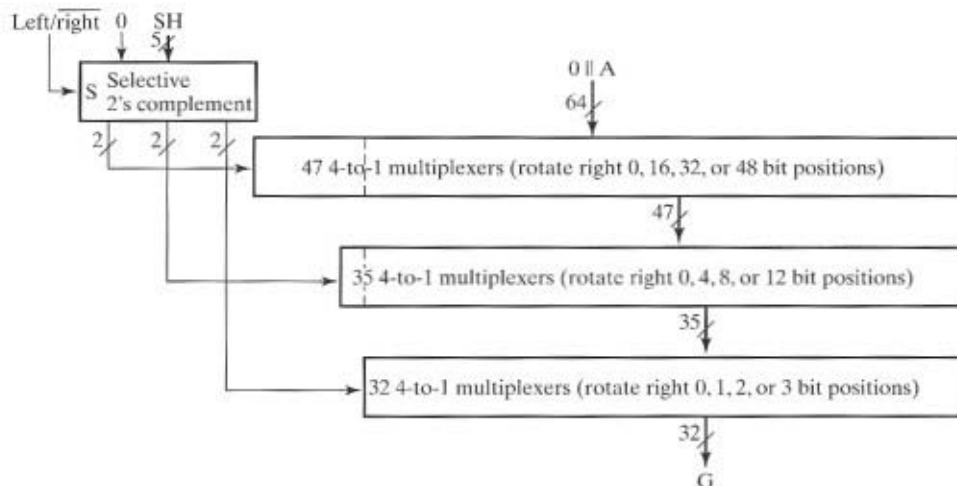 Left/right 0 SH
5
S Selective
2's complement
0 || A
64
2 2 2
47 4-to-1 multiplexers (rotate right 0, 16, 32, or 48 bit positions)
47
35 4-to-1 multiplexers (rotate right 0, 4, 8, or 12 bit positions)
35
32 4-to-1 multiplexers (rotate right 0, 1, 2, or 3 bit positions)
32
G